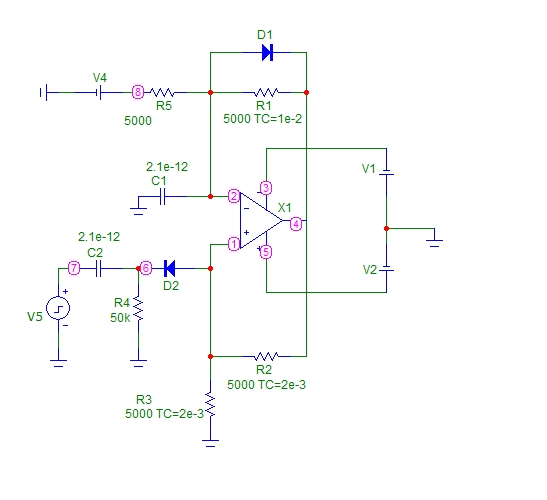 D1
V4
8
R5
R1
5000
5000 TC=1e-2
2.1e-12
C1
V1
3
2
X1
4
2.1e-12
1
C2
5
7
6
V2
D2
R4
V5
50k
R2
5000 TC=2e-3
R3
5000 TC=2e-3